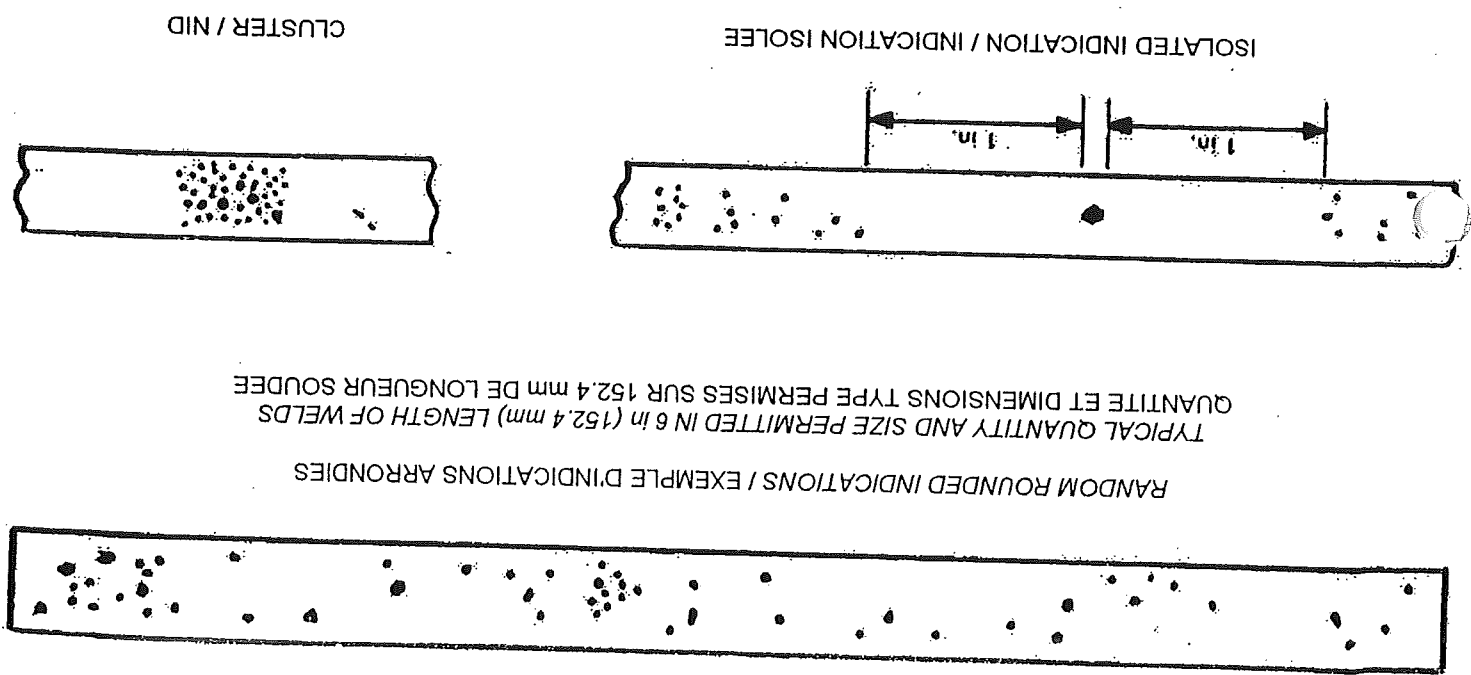 RANDOM ROUNDED INDICATIONS / EXEMPLE D'INDICATIONS ARRONDIES
TYPICAL QUANTITY AND SIZE PERMITTED IN 6 in (152.4 mm) LENGTH OF WELDS
QUANTITE ET DIMENSIONS TYPE PERMISES SUR 152.4 mm DE LONGUEUR SOUDEE
1 in.
1 in.
ISOLATED INDICATION / INDICATION ISOLEE
CLUSTER / NID